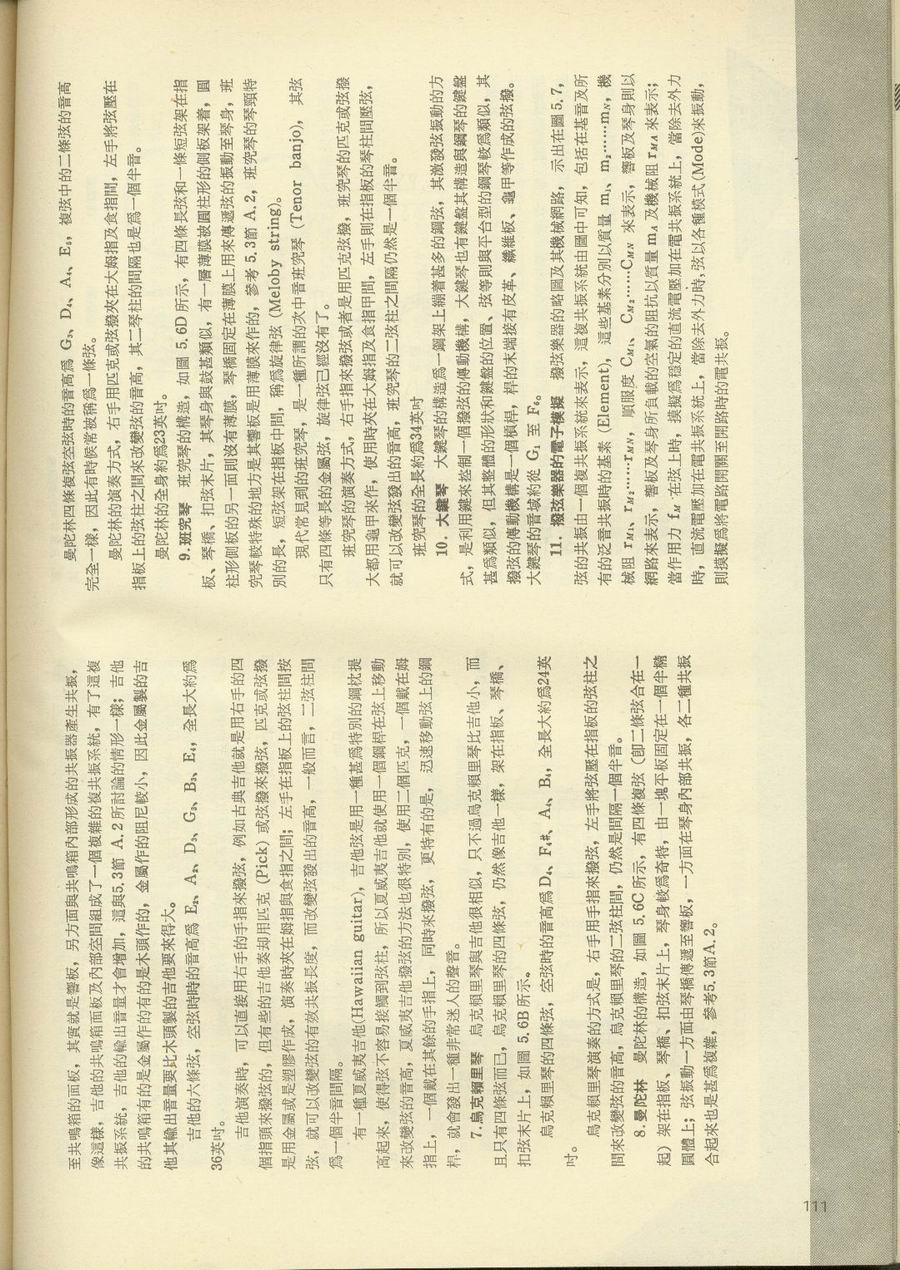 至共鳴箱的面板，其實就是響板，另方面與共鳴箱內部形成的共振器產生共振，
像這樣，吉他的共鳴箱面板及內部空間組成了一個複雜的複共振系統，有了這複
共振系統，吉他的輸出音量才會增加，這與5.3節 A.2所討論的情形一樣；吉他
的共鳴箱有的是金屬作的有的是木頭作的，金屬作的阻尼較小，因此金屬製的吉
他其輸出音量要比木頭製的吉他要來得大。
吉他的六條弦，空弦時時的音高爲 E₂、A₂、D₃、G₃、B₃、E₄，全長大約爲
36英吋。
吉他演奏時，可以直接用右手的手指來撥弦，例如古典吉他就是用右手的四
個指頭來撥弦的，但有些的吉他奏却用匹克 (Pick) 或弦撥來撥弦，匹克或弦撥
是用金屬或是塑膠作成，演奏時夾在姆指與食指之間；左手在指板上的弦柱間按
弦，就可以改變弦的有效共振長度，而改變弦發出的音高，一般而言，二弦柱間
爲一個半音間隔。
有一種夏威夷吉他(Hawaiian guitar)，吉他弦是用一種甚爲特別的鋼枕提
高起來，使得弦不容易接觸到弦柱，所以夏威夷吉他就使用一個鋼桿在弦上移動
來改變弦的音高，夏威夷吉他撥弦的方法也很特別，使用二個匹克，一個戴在姆
指上，一個戴在其餘的手指上，同時來撥弦，更特有的是，迅速移動弦上的鋼
桿，就會發出一種非常迷人的聲音。
7.烏克賴里琴　烏克賴里琴與吉他很相似，只不過烏克賴里琴比吉他小，而
且只有四條弦而已，烏克賴里琴的四條弦，仍然像吉他一樣，架在指板、琴橋、
扣弦末片上，如圖 5.6B 所示。
烏克賴里琴的四條弦，空弦時的音高爲 D₄、F₄#、A₄、B₄，全長大約爲24英
吋。
烏克賴里琴演奏的方式是，右手用手指來撥弦，左手將弦壓在指板的弦柱之
間來改變弦的音高，烏克賴里琴的二弦柱間，仍然是間隔一個半音。
8.曼陀林　曼陀林的構造，如圖 5.6C 所示，有四條複弦（卽二條弦合在一
起）架在指板、琴橋、扣弦末片上，琴身較爲奇特，由一塊平板固定在一個半橢
圓體上；弦振動一方面由琴橋傳遞至響板，一方面在琴身內部共振，各二種共振
合起來也是甚爲複雜，參考5.3節A.2。
曼陀林四條複弦空弦時的音高爲 G₃、D₄、A₄、E₅，複弦中的二條弦的音高
完全一樣，因此有時候常被稱爲一條弦。
曼陀林的演奏方式，右手用匹克或弦撥夾在大姆指及食指間，左手將弦壓在
指板上的弦柱之間來改變弦的音高，其二琴柱的間隔也是爲一個半音。
曼陀林的全身約爲23英吋。
9.班究琴　班究琴的構造，如圖 5.6D 所示，有四條長弦和一條短弦架在指
板、琴橋、扣弦末片，其琴身與鼓甚類似，有一層薄膜被圓柱形的側板架着，圓
柱形側板的另一面則沒有薄膜，琴橋固定在薄膜上用來傳遞弦的振動至琴身，班
究琴較特殊的地方是其響板是用薄膜來作的，參考 5.3節 A.2，班究琴的琴頸特
別的長，短弦架在指板中間，稱爲旋律弦 (Meloby string)。
現代常見到的班究琴，是一種所謂的次中音班究琴 (Tenor banjo)，其弦
只有四條等長的金屬弦，旋律弦已經沒有了。
班究琴的演奏方式，右手指來撥弦或者是用匹克弦撥，班究琴的匹克或弦撥
大都用龜甲來作，使用時夾在大姆指及食指甲間，左手則在指板的琴柱間壓弦，
就可以改變弦發出的音高，班究琴的二弦柱之間隔仍然是一個半音。
班究琴的全長約爲34英吋
10．大鍵琴　大鍵琴的構造爲一鋼架上繃着甚多的鋼弦，其激發弦振動的方
式，是利用鍵來控制一個撥弦的傳動機構，大鍵琴也有鍵盤其構造與鋼琴的鍵盤
甚爲類似，但其整體的形狀和鍵盤的位置、弦等則與平台型的鋼琴較爲類似，其
撥弦的傳動機構是一個槓桿，桿的末端接有皮革、纖維板、龜甲等作成的弦撥。
大鍵琴的音域約從 G₁ 至 F₆。
11．撥弦樂器的電子模擬　撥弦樂器的略圖及其機械網路，示出在圖 5.7，
弦的共振由一個複共振系統來表示，這複共振系統由圖中可知，包括在基音及所
有的泛音共振時的基素 (Element)，這些基素分別以質量 m₁、m₂……m_N，機
械阻 r_M1、r_M2……r_MN，順服度 C_M1、C_M2……C_MN 來表示，響板及琴身則以
網路來表示，響板及琴身所負載的空氣的阻抗以質量 m_A 及機械阻 r_MA 來表示；
當作用力 f_M 在弦上時，摸擬爲穩定的直流電壓加在電共振系統上，當除去外力
時，直流電壓加在電共振系統上，當除去外力時，弦以各種模式 (Mode)來振動，
則摸擬爲將電路開關至開路時的電共振。
111